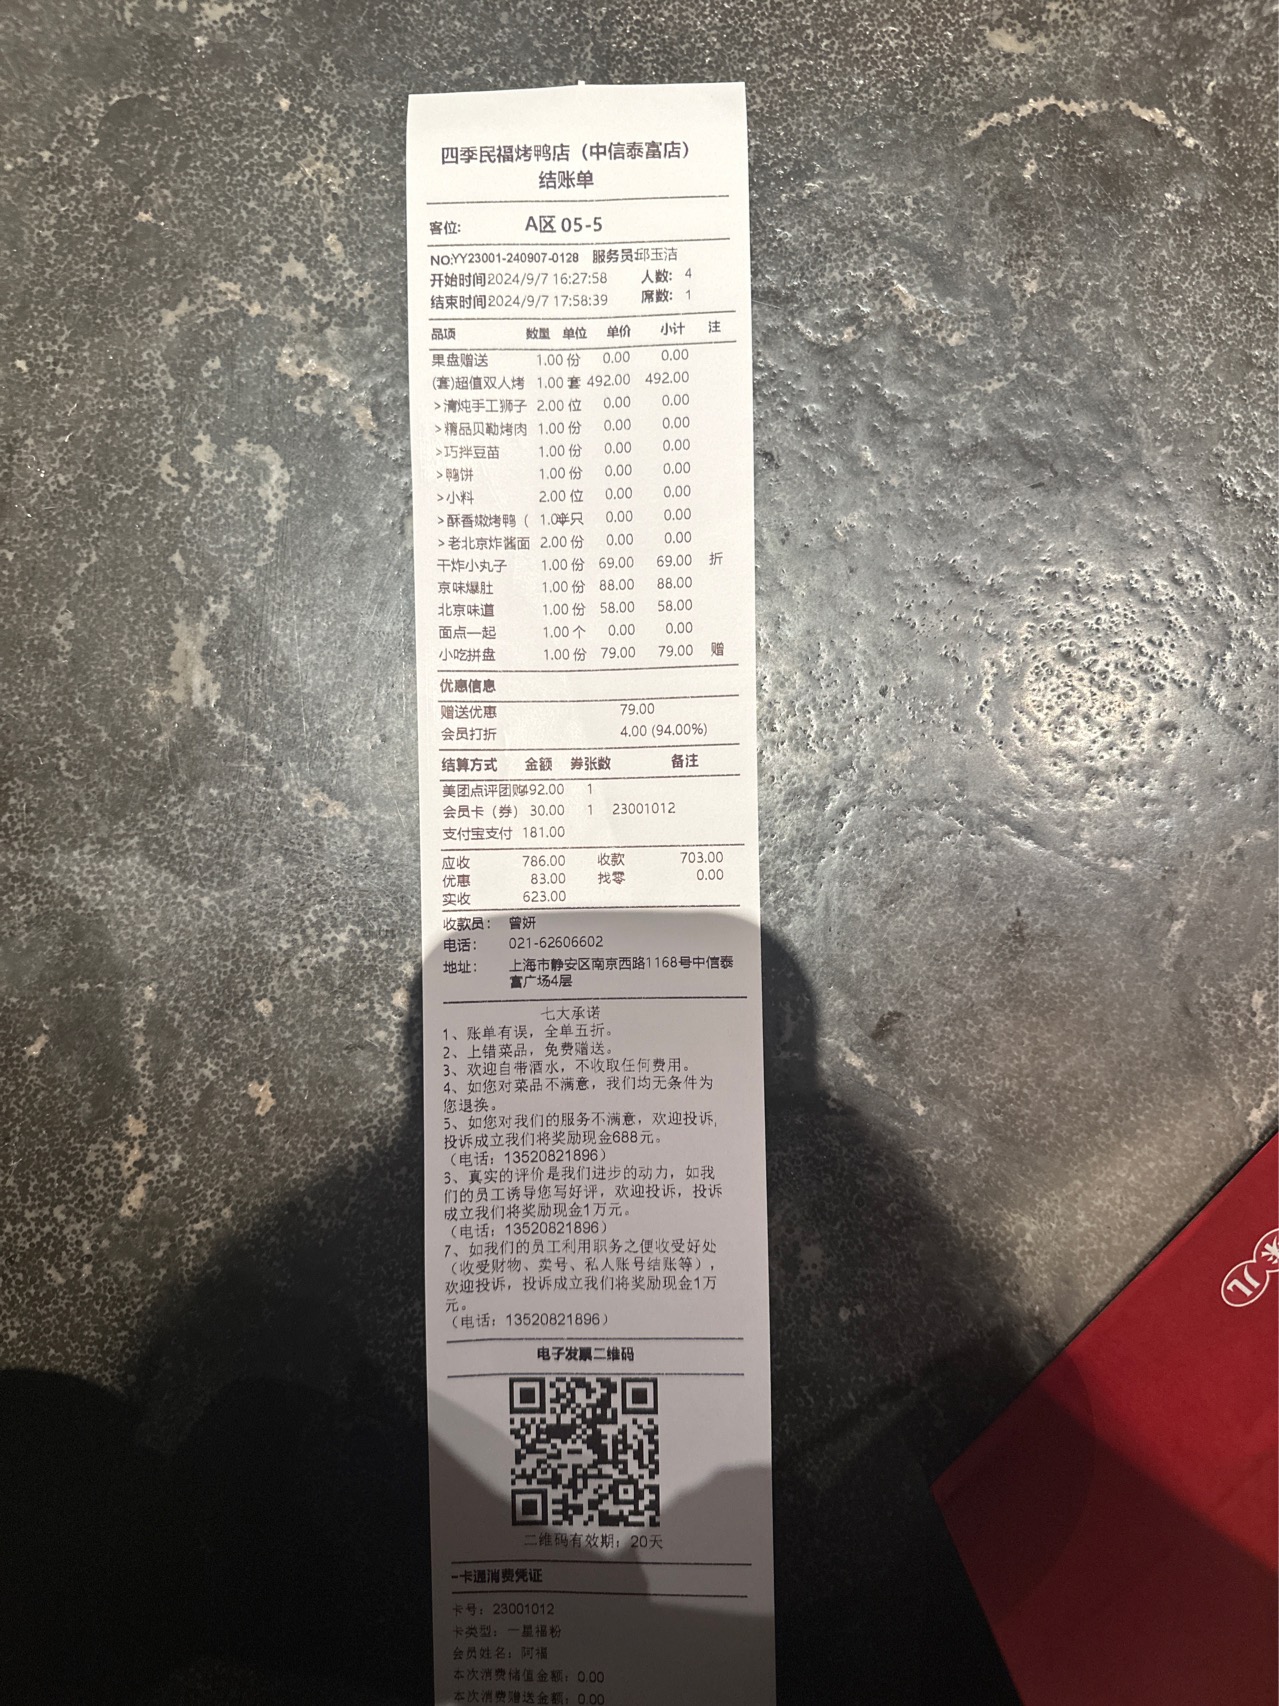 四季民福烤鸭店（中信泰富店）
结账单
客位: A区 05-5
NO:YY23001-240907-0128 服务员:邱玉洁
开始时间2024/9/7 16:27:58 人数: 4
结束时间2024/9/7 17:58:39 席数: 1
品项 数量 单位 单价 小计 注
果盘赠送 1.00 份 0.00 0.00
(套)超值双人烤 1.00 套 492.00 492.00
>清炖手工狮子 2.00 位 0.00 0.00
>精品贝勒烤肉 1.00 份 0.00 0.00
>巧拌豆苗 1.00 份 0.00 0.00
>鸭饼 1.00 份 0.00 0.00
>小料 2.00 位 0.00 0.00
>酥香嫩烤鸭（ 1.00半只 0.00 0.00
>老北京炸酱面 2.00 份 0.00 0.00
干炸小丸子 1.00 份 69.00 69.00 折
京味爆肚 1.00 份 88.00 88.00
北京味道 1.00 份 58.00 58.00
面点一起 1.00 个 0.00 0.00
小吃拼盘 1.00 份 79.00 79.00 赠
优惠信息
赠送优惠 79.00
会员打折 4.00 (94.00%)
结算方式 金额 券张数 备注
美团点评团购492.00 1
会员卡（券） 30.00 1 23001012
支付宝支付 181.00
应收 786.00 收款 703.00
优惠 83.00 找零 0.00
实收 623.00
收款员: 曾妍
电话: 021-62606602
地址: 上海市静安区南京西路1168号中信泰
富广场4层
七大承诺
1、账单有误，全单五折。
2、上错菜品，免费赠送。
3、欢迎自带酒水，不收取任何费用。
4、如您对菜品不满意，我们均无条件为
您退换。
5、如您对我们的服务不满意，欢迎投诉，
投诉成立我们将奖励现金688元。
（电话：13520821896）
6、真实的评价是我们进步的动力，如我
们的员工诱导您写好评，欢迎投诉，投诉
成立我们将奖励现金1万元。
（电话：13520821896）
7、如我们的员工利用职务之便收受好处
（收受财物、卖号、私人账号结账等），
欢迎投诉，投诉成立我们将奖励现金1万
元。
（电话：13520821896）
电子发票二维码
二维码有效期：20天
一卡通消费凭证
卡号：23001012
卡类型：一星福粉
会员姓名：阿福
本次消费储值金额：0.00
本次消费赠送金额：0.00